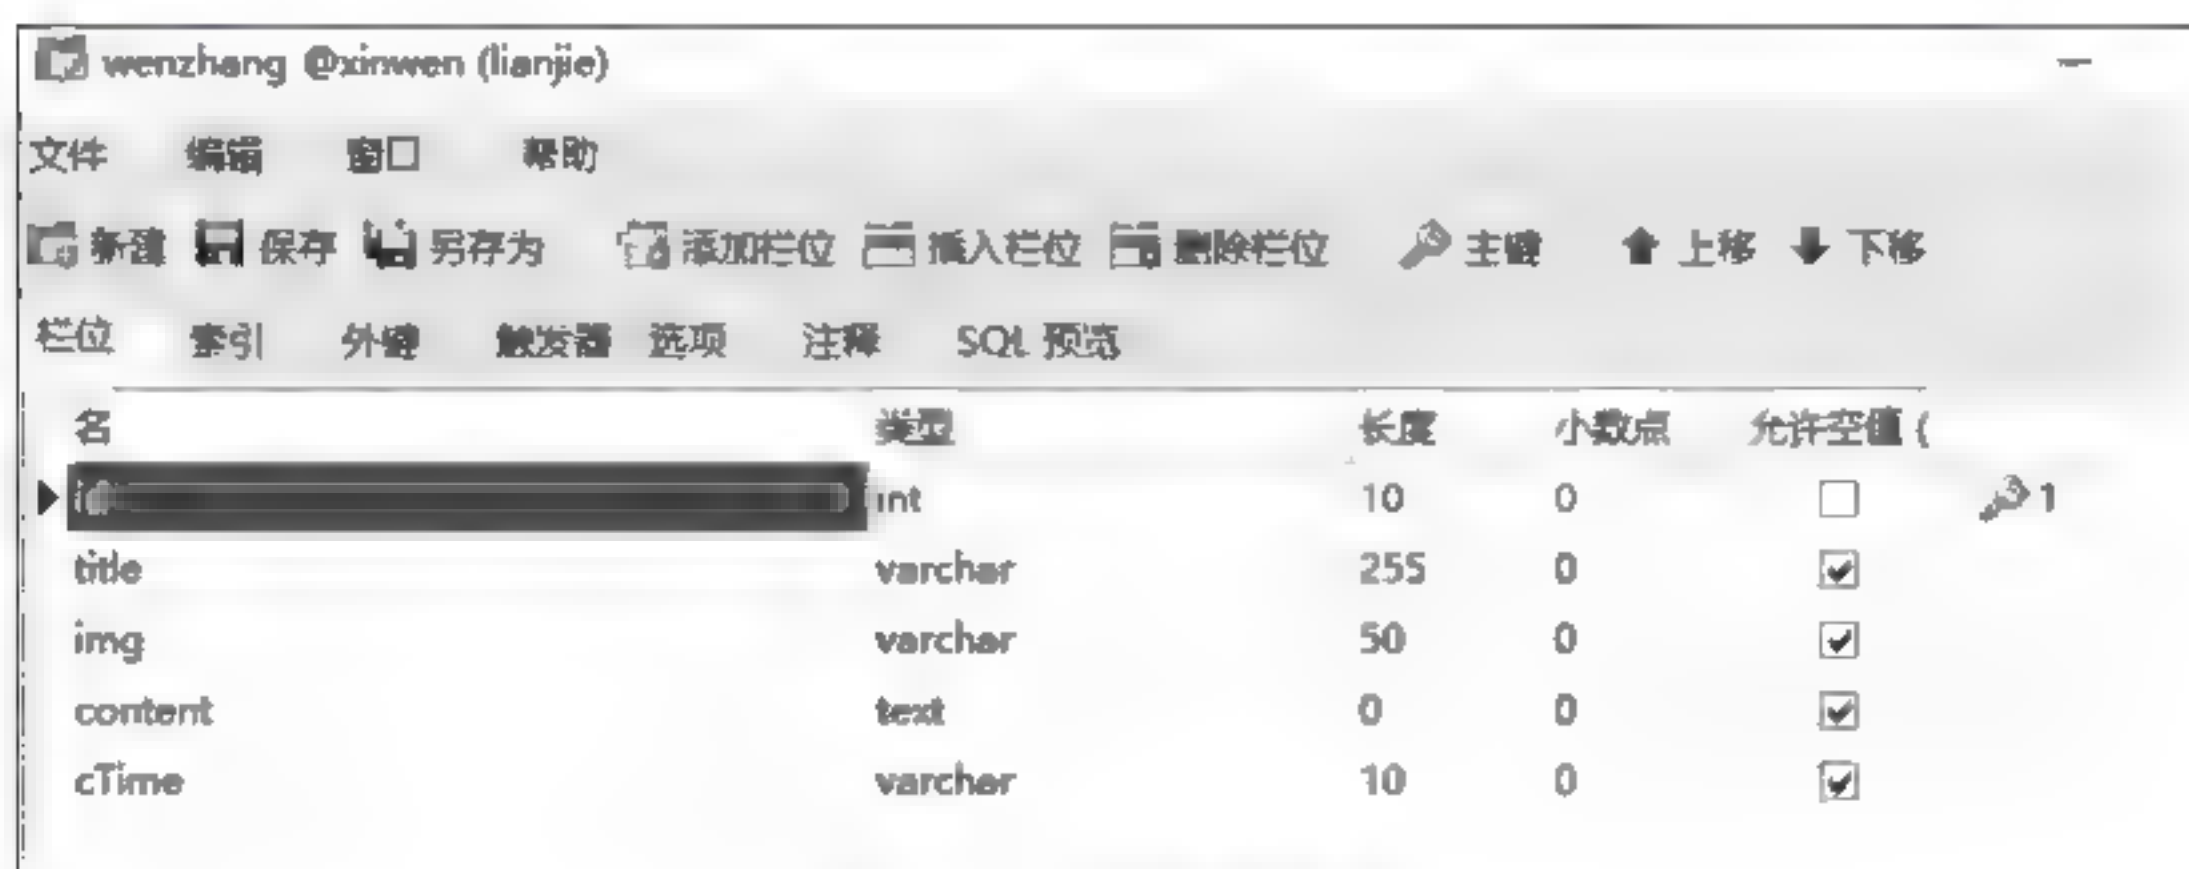 wenzhang @xinwen (lianjie)
文件 编辑 窗口 帮助
新建 保存 另存为 添加栏位 插入栏位 删除栏位 主键 上移 下移
栏位 索引 外键 触发器 选项 注释 SQL 预览
名 类型 长度 小数点 允许空值 (
int 10 0 1
title varchar 255 0
img varchar 50 0
content text 0 0
cTime varchar 10 0